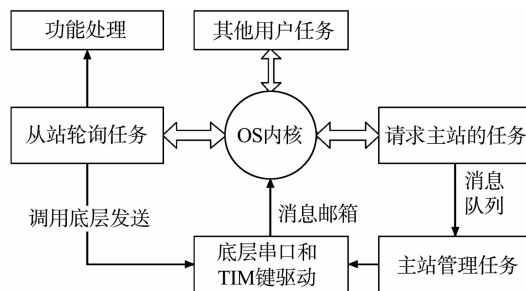 功能处理
其他用户任务
从站轮询任务
OS内核
请求主站的任务
消息
队列
调用底层发送
消息邮箱
底层串口和
TIM键驱动
主站管理任务